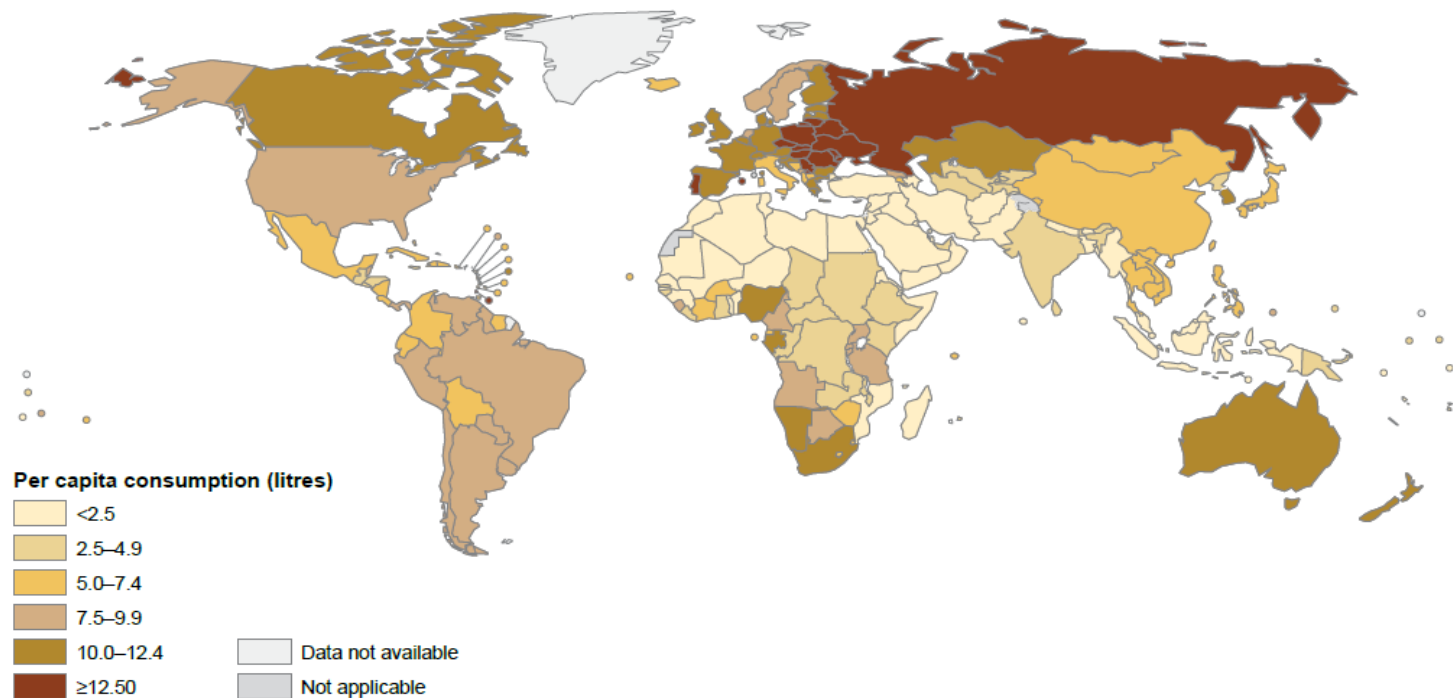 Per capita consumption (litres)
<2.5
2.5–4.9
5.0–7.4
7.5–9.9
10.0–12.4
≥12.50
Data not available
Not applicable